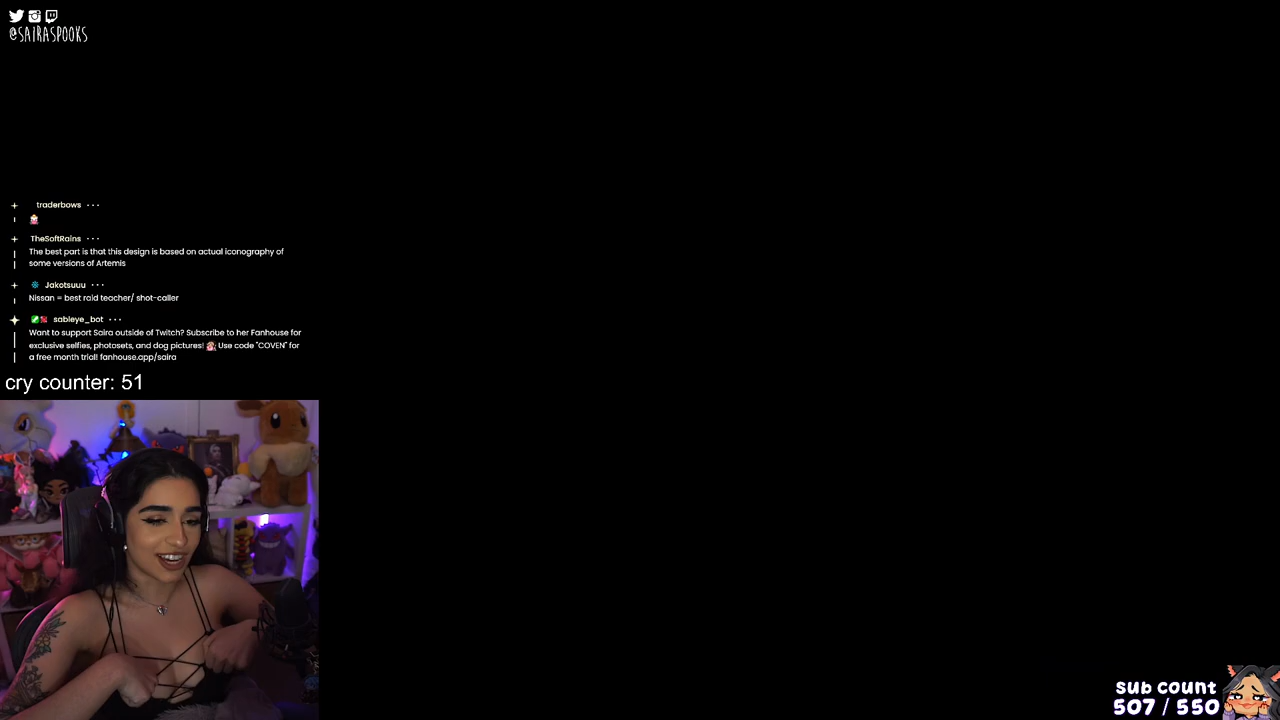 @SAIRASPOOKS
traderbows ···
TheSoftRains ···
The best part is that this design is based on actual iconography of
some versions of Artemis
Jakotsuuu ···
Nissan = best raid teacher/ shot-caller
sableye_bot ···
Want to support Saira outside of Twitch? Subscribe to her Fanhouse for
exclusive selfies, photosets, and dog pictures! Use code "COVEN" for
a free month trial! fanhouse.app/saira
cry counter: 51
sub count
507 / 550